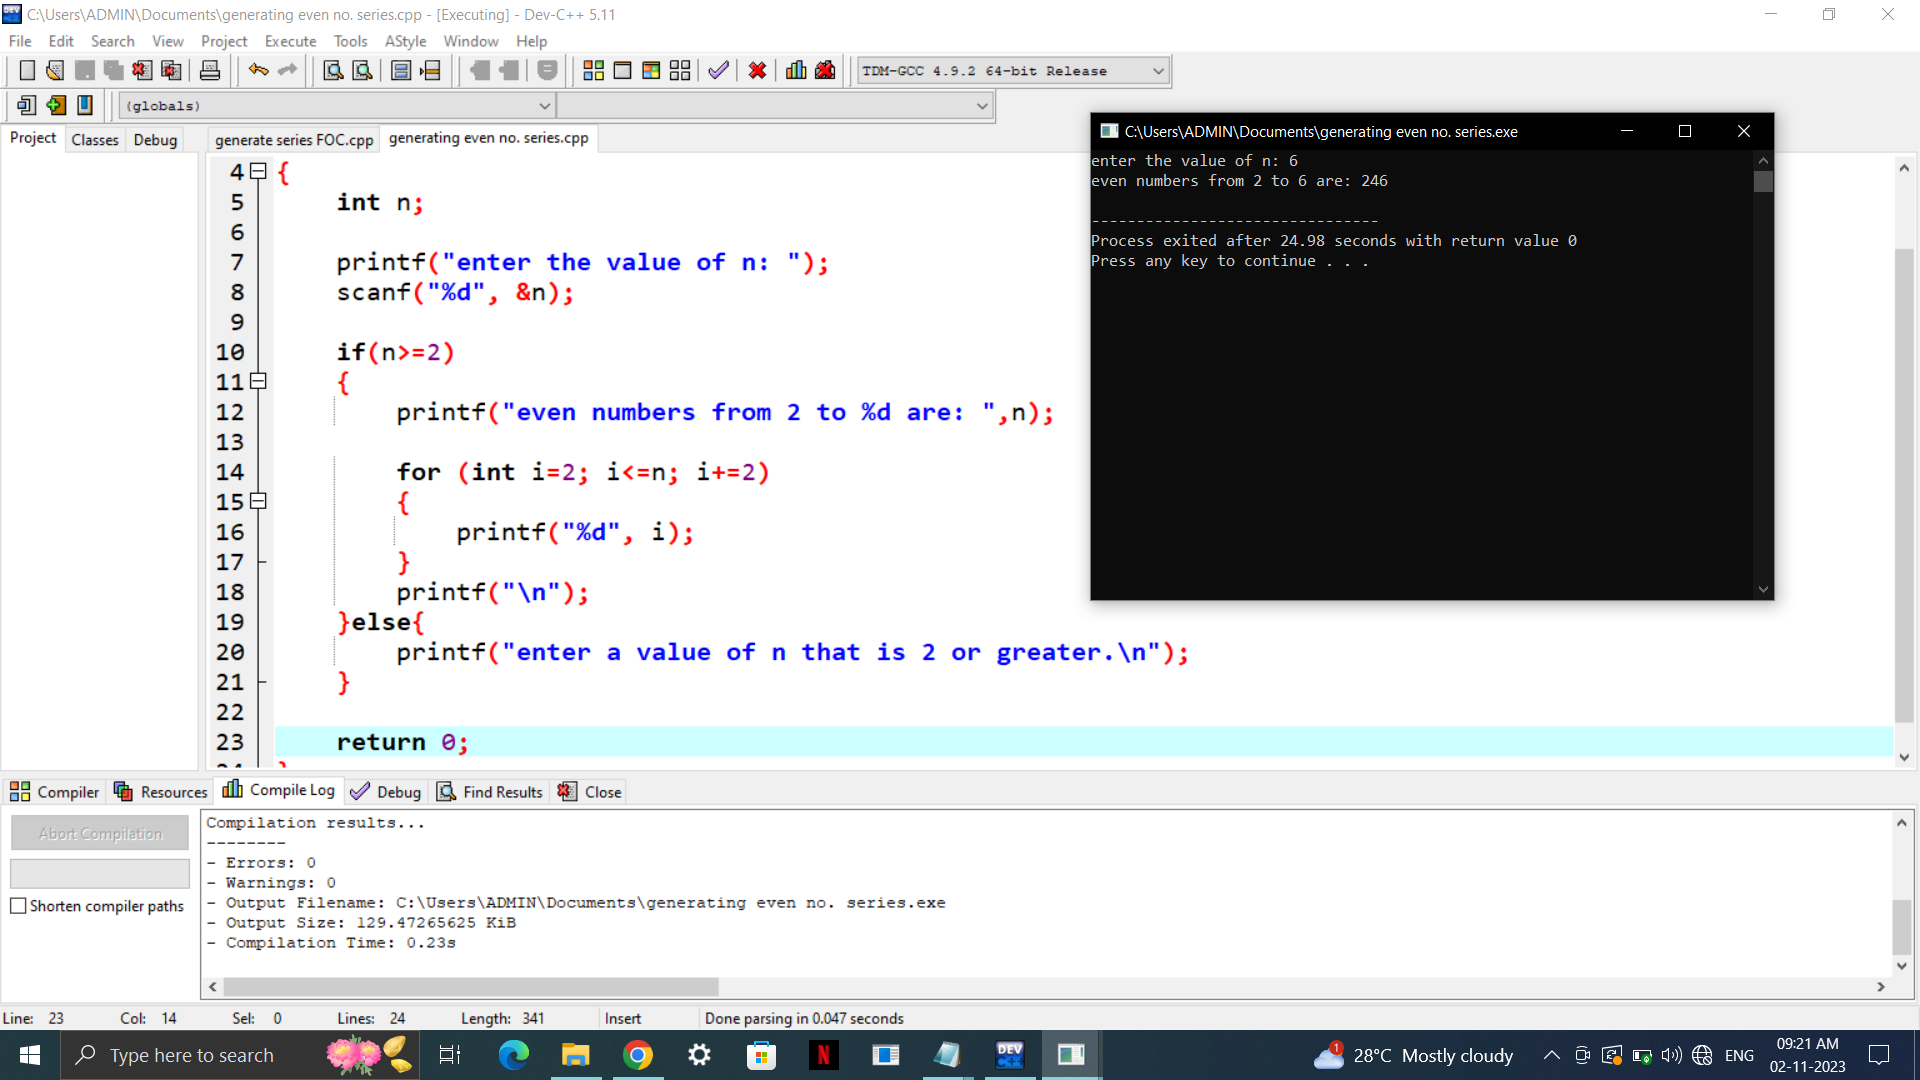 C:\Users\ADMIN\Documents\generating even no. series.cpp - [Executing] - Dev-C++ 5.11
File Edit Search View Project Execute Tools AStyle Window Help
TDM-GCC 4.9.2 64-bit Release
(globals)
Project Classes Debug
generate series FOC.cpp generating even no. series.cpp
4 {
5 int n;
6
7 printf("enter the value of n: ");
8 scanf("%d", &n);
9
10 if(n>=2)
11 {
12 printf("even numbers from 2 to %d are: ",n);
13
14 for (int i=2; i<=n; i+=2)
15 {
16 printf("%d", i);
17 }
18 printf("\n");
19 }else{
20 printf("enter a value of n that is 2 or greater.\n");
21 }
22
23 return 0;
C:\Users\ADMIN\Documents\generating even no. series.exe
enter the value of n: 6
even numbers from 2 to 6 are: 246
--------------------------------
Process exited after 24.98 seconds with return value 0
Press any key to continue . . .
Compiler Resources Compile Log Debug Find Results Close
Abort Compilation
Shorten compiler paths
Compilation results...
--------
- Errors: 0
- Warnings: 0
- Output Filename: C:\Users\ADMIN\Documents\generating even no. series.exe
- Output Size: 129.47265625 KiB
- Compilation Time: 0.23s
Line: 23 Col: 14 Sel: 0 Lines: 24 Length: 341 Insert Done parsing in 0.047 seconds
Type here to search
N
DEV C++
1
28°C Mostly cloudy
ENG
09:21 AM
02-11-2023